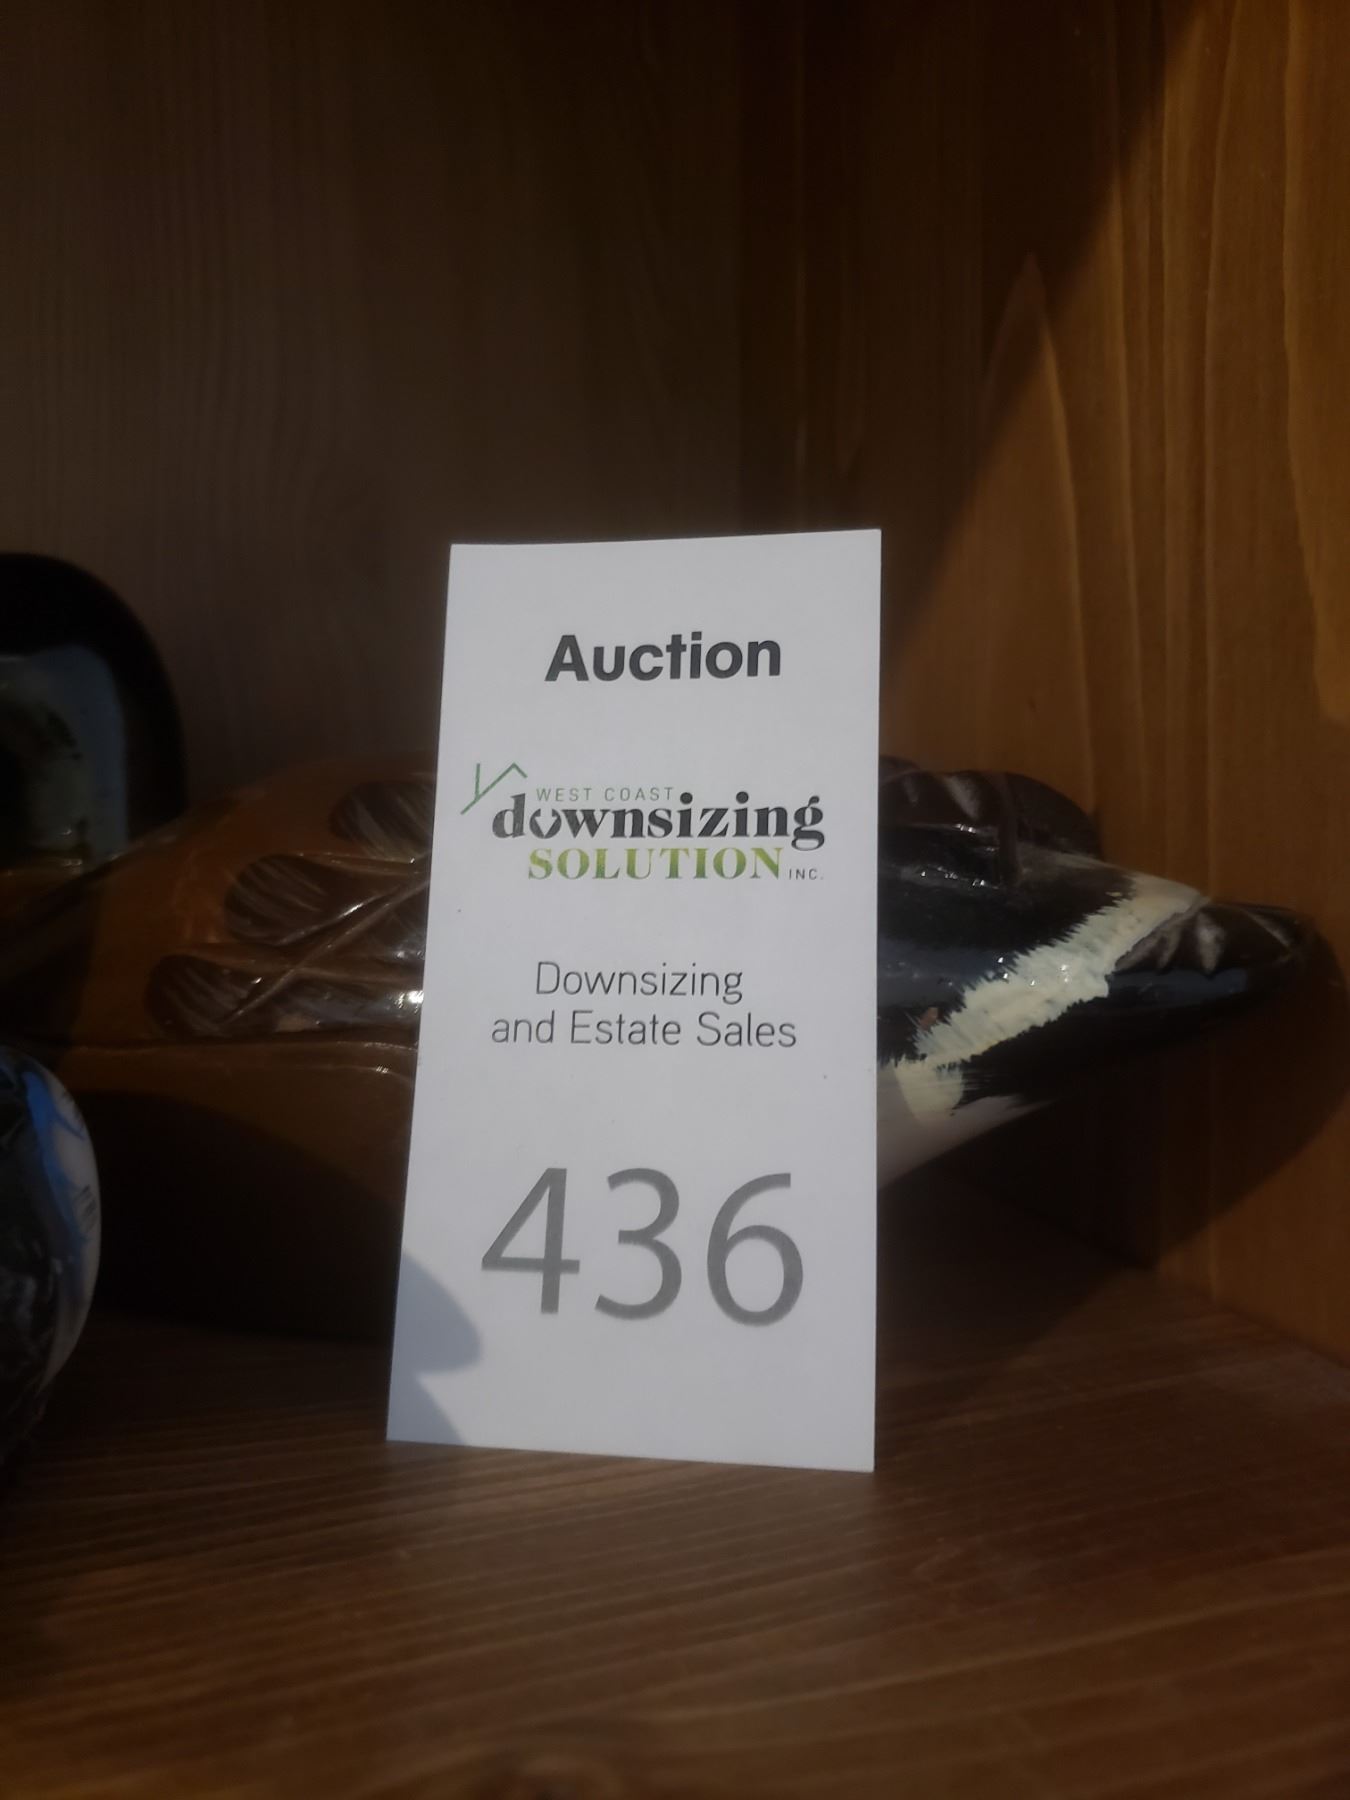 Auction
WEST COAST
downsizing
SOLUTION INC.
Downsizing
and Estate Sales
436